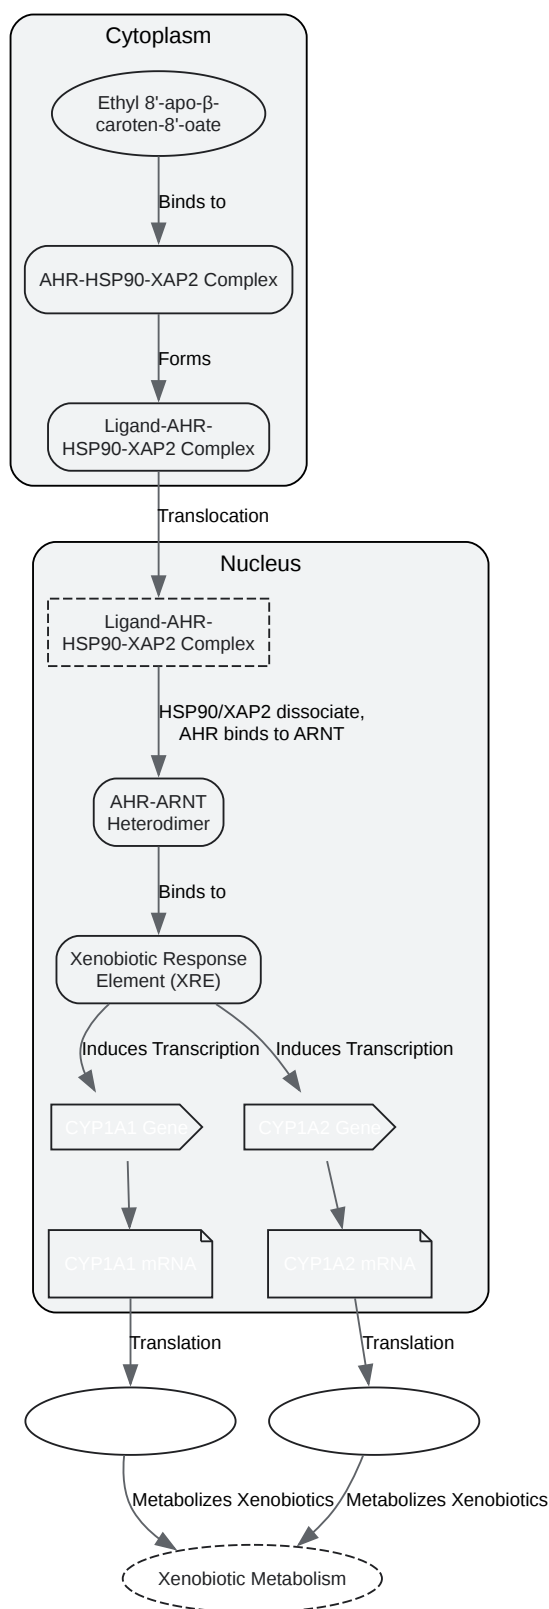 Cytoplasm
Ethyl 8'-apo-β-
caroten-8'-oate
Binds to
AHR-HSP90-XAP2 Complex
Forms
Ligand-AHR-
HSP90-XAP2 Complex
Translocation
Nucleus
Ligand-AHR-
HSP90-XAP2 Complex
HSP90/XAP2 dissociate,
AHR binds to ARNT
AHR-ARNT
Heterodimer
Binds to
Xenobiotic Response
Element (XRE)
Induces Transcription
Induces Transcription
CYP1A1 Gene
CYP1A2 Gene
CYP1A1 mRNA
CYP1A2 mRNA
Translation
Translation
Metabolizes Xenobiotics
Metabolizes Xenobiotics
Xenobiotic Metabolism